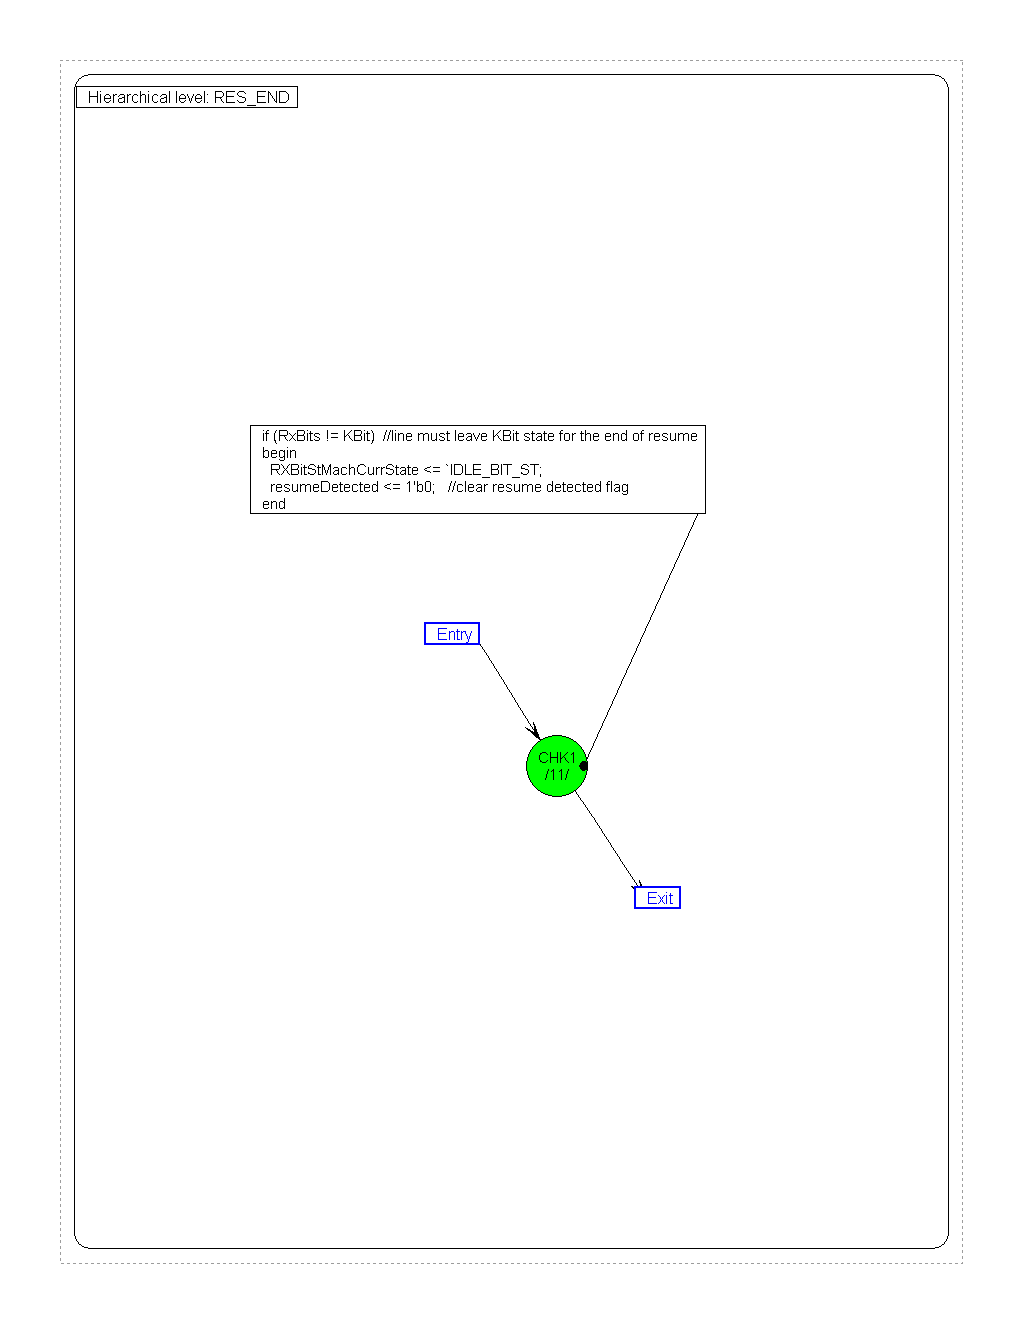 Hierarchical level: RES_END
if (RxBits != KBit)  //line must leave KBit state for the end of resume
begin
  RXBitStMachCurrState <= `IDLE_BIT_ST;
  resumeDetected <= 1'b0;   //clear resume detected flag
end
Entry
CHK1
/11/
Exit